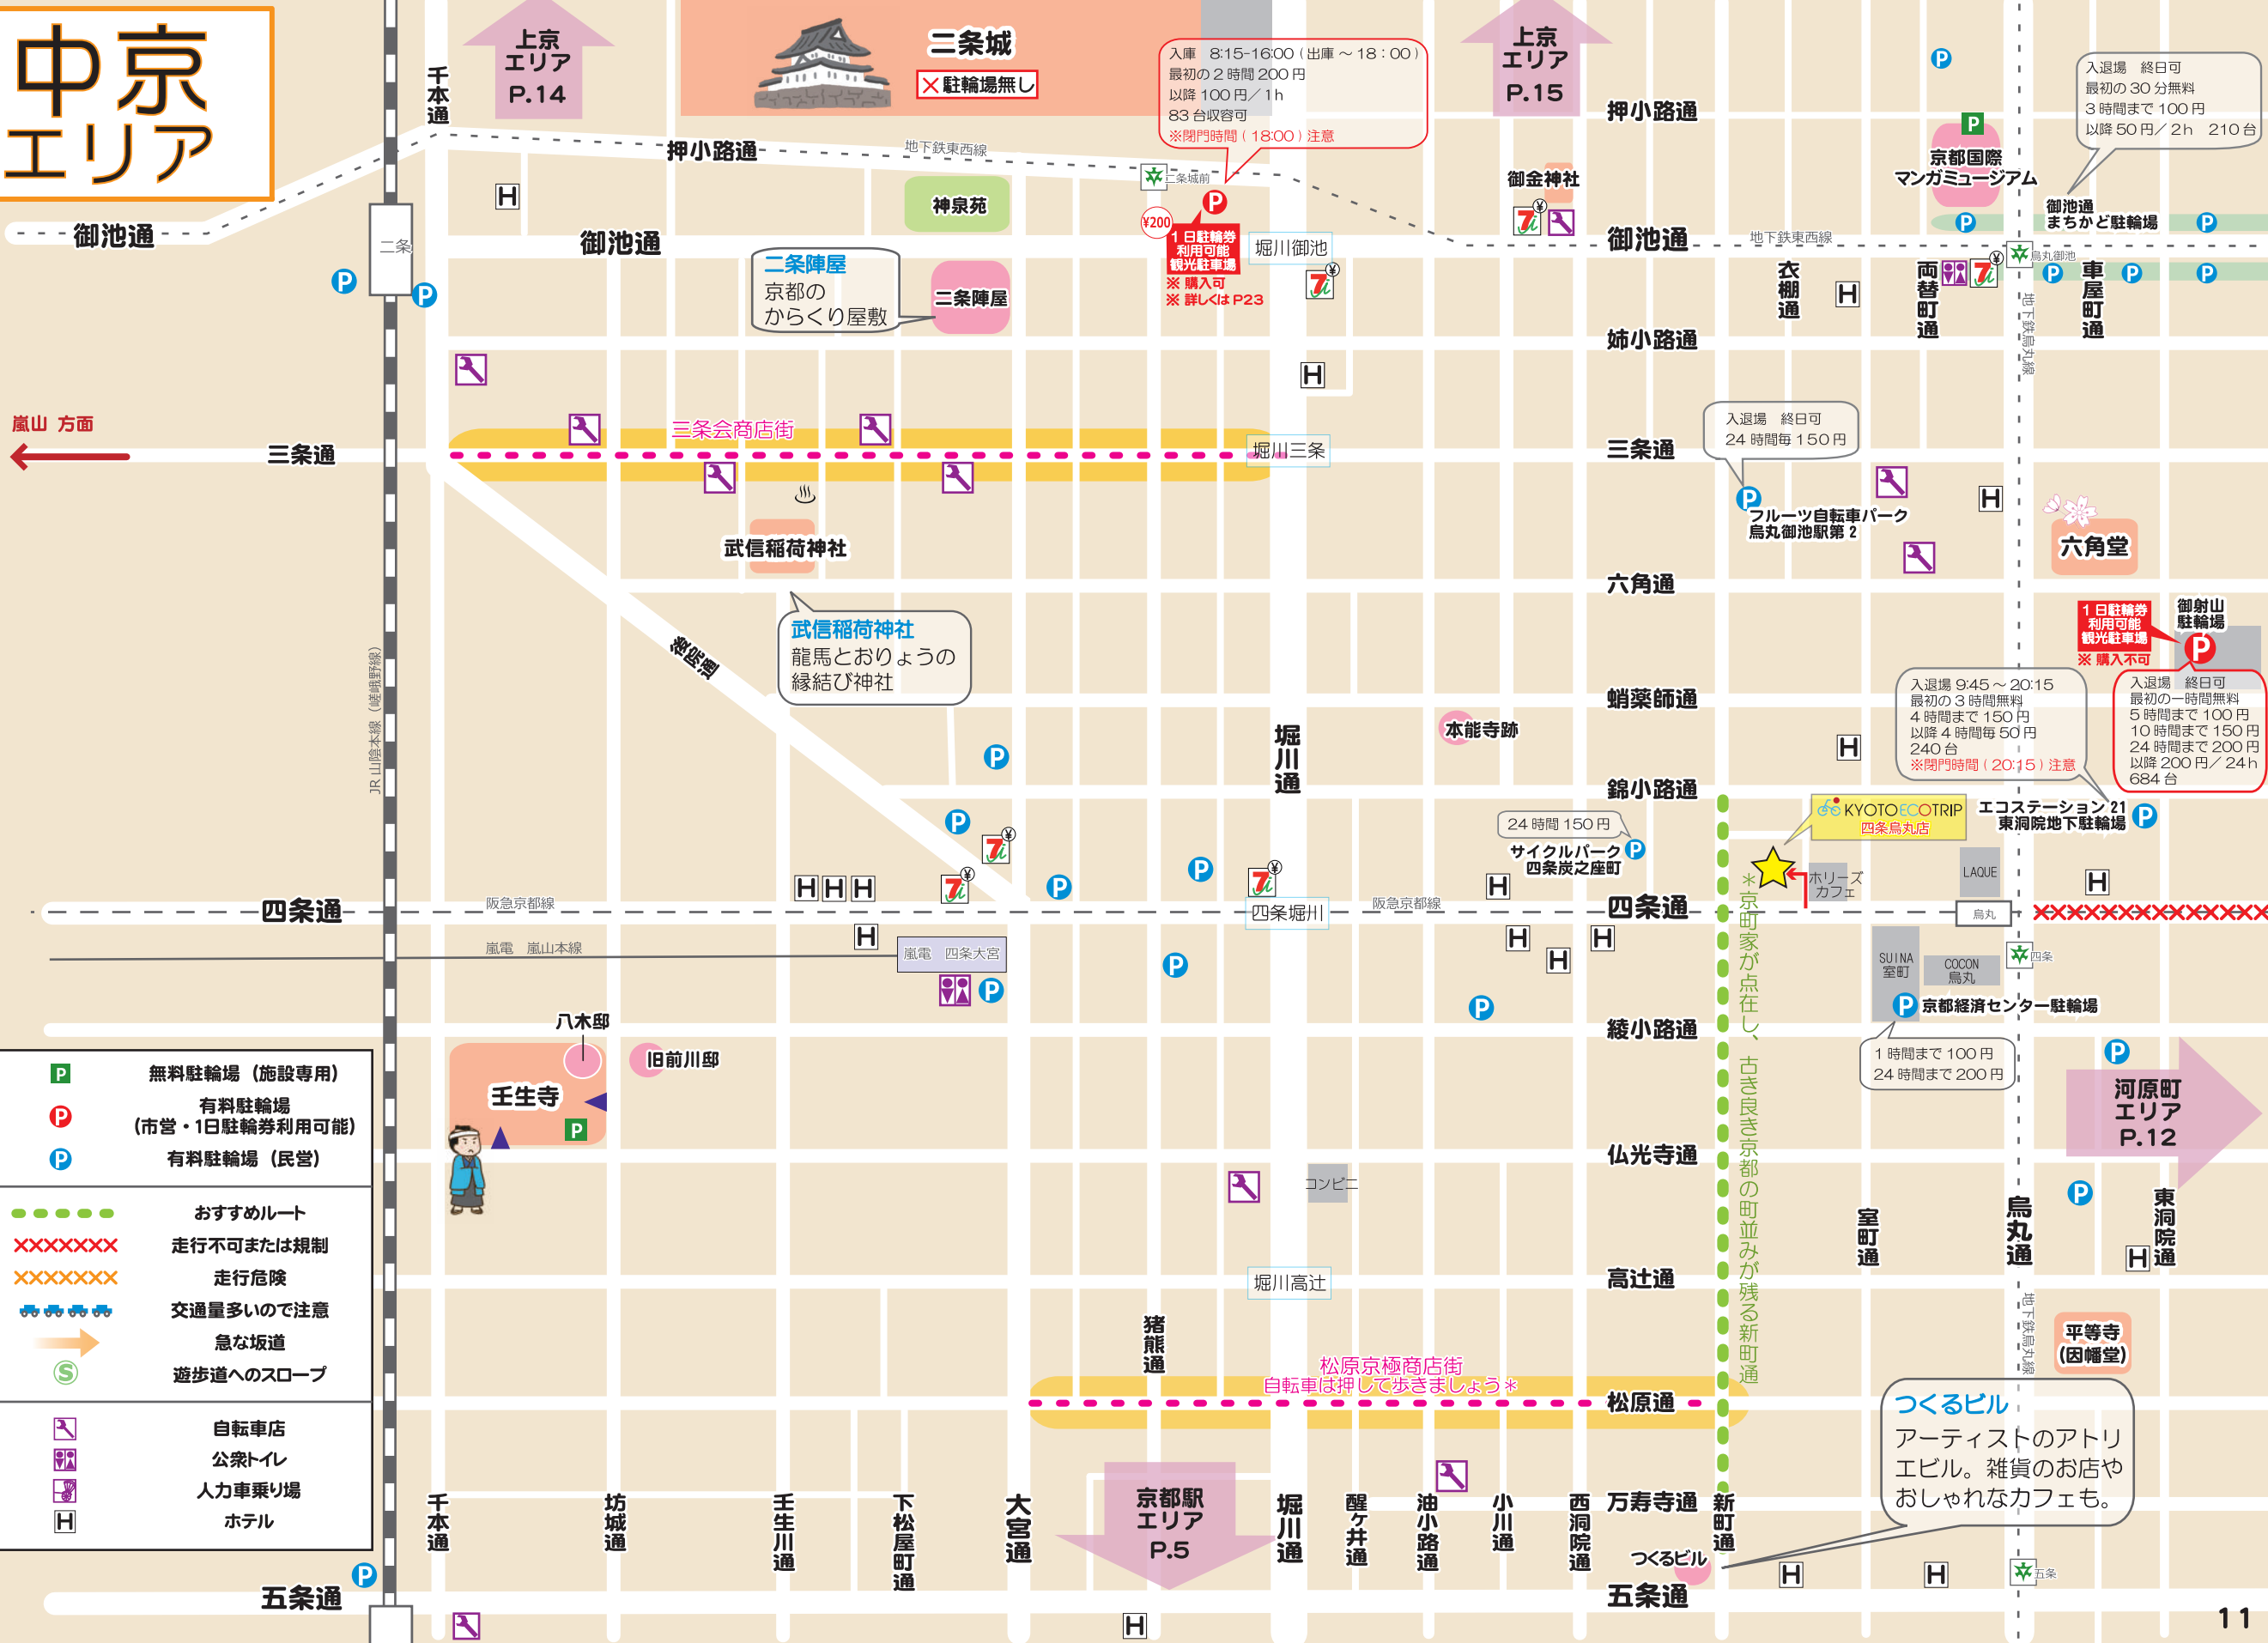 中京
エリア
上京
エリア
P.14
二条城
駐輪場無し
入庫　8:15-16:00（出庫 ～ 18：00）
最初の2時間200円
以降100円／1h
83台収容可
※閉門時間（18:00）注意
上京
エリア
P.15
入退場　終日可
最初の30分無料
3時間まで100円
以降50円／2h　210台
千本通
押小路通
地下鉄東西線
押小路通
P
P
京都国際
マンガミュージアム
二条城前
御金神社
神泉苑
P
¥200
1日駐輪券
利用可能
観光駐車場
※ 購入可
※ 詳しくはP23
御池通
まちかど駐輪場
P
P
御池通
二条
御池通
堀川御池
7i
¥
御池通
地下鉄東西線
烏丸御池
H
二条陣屋
京都の
からくり屋敷
二条陣屋
7i
¥
衣棚通
H
両替町通
7i
¥
P
P
P
車屋町通
地下鉄烏丸線
P
P
姉小路通
H
嵐山 方面
三条通
三条会商店街
堀川三条
三条通
入退場　終日可
24時間毎150円
P
フルーツ自転車パーク
烏丸御池駅第2
H
六角堂
武信稲荷神社
六角通
武信稲荷神社
龍馬とおりょうの
縁結び神社
後院通
1日駐輪券
利用可能
観光駐車場
※ 購入不可
御射山
駐輪場
P
JR山陰本線（嵯峨野線）
蛸薬師通
入退場 9:45～20:15
最初の3時間無料
4時間まで150円
以降4時間毎50円
240台
※閉門時間（20:15）注意
入退場　終日可
最初の一時間無料
5時間まで100円
10時間まで150円
24時間まで200円
以降200円／24h
684台
本能寺跡
堀川通
H
P
錦小路通
KYOTO ECOTRIP
四条烏丸店
エコステーション21
東洞院地下駐輪場
P
24時間150円
サイクルパーク
四条炭之座町
P
P
7i
¥
ホリーズ
カフェ
LAQUE
H
H
H
H
7i
¥
P
P
7i
¥
H
四条通
阪急京都線
四条堀川
阪急京都線
四条通
烏丸
嵐電　嵐山本線
H
嵐電　四条大宮
P
P
H
H
H
SUINA
室町
COCON
烏丸
四条
P
P
京都経済センター駐輪場
＊京町家が点在し、古き良き京都の町並みが残る新町通
八木邸
旧前川邸
綾小路通
1時間まで100円
24時間まで200円
P
河原町
エリア
P.12
壬生寺
P
仏光寺通
コンビニ
P
P
無料駐輪場（施設専用）
P
有料駐輪場
（市営・1日駐輪券利用可能）
P
有料駐輪場（民営）
おすすめルート
走行不可または規制
走行危険
交通量多いので注意
急な坂道
S
遊歩道へのスロープ
自転車店
公衆トイレ
人力車乗り場
H
ホテル
室町通
烏丸通
東洞院通
H
堀川高辻
高辻通
地下鉄烏丸線
平等寺
（因幡堂）
猪熊通
松原京極商店街
自転車は押して歩きましょう＊
松原通
つくるビル
アーティストのアトリ
エビル。雑貨のお店や
おしゃれなカフェも。
千本通
坊城通
壬生川通
下松屋町通
大宮通
京都駅
エリア
P.5
堀川通
醒ヶ井通
油小路通
小川通
西洞院通
万寿寺通
新町通
つくるビル
P
五条通
五条通
H
H
H
五条
11